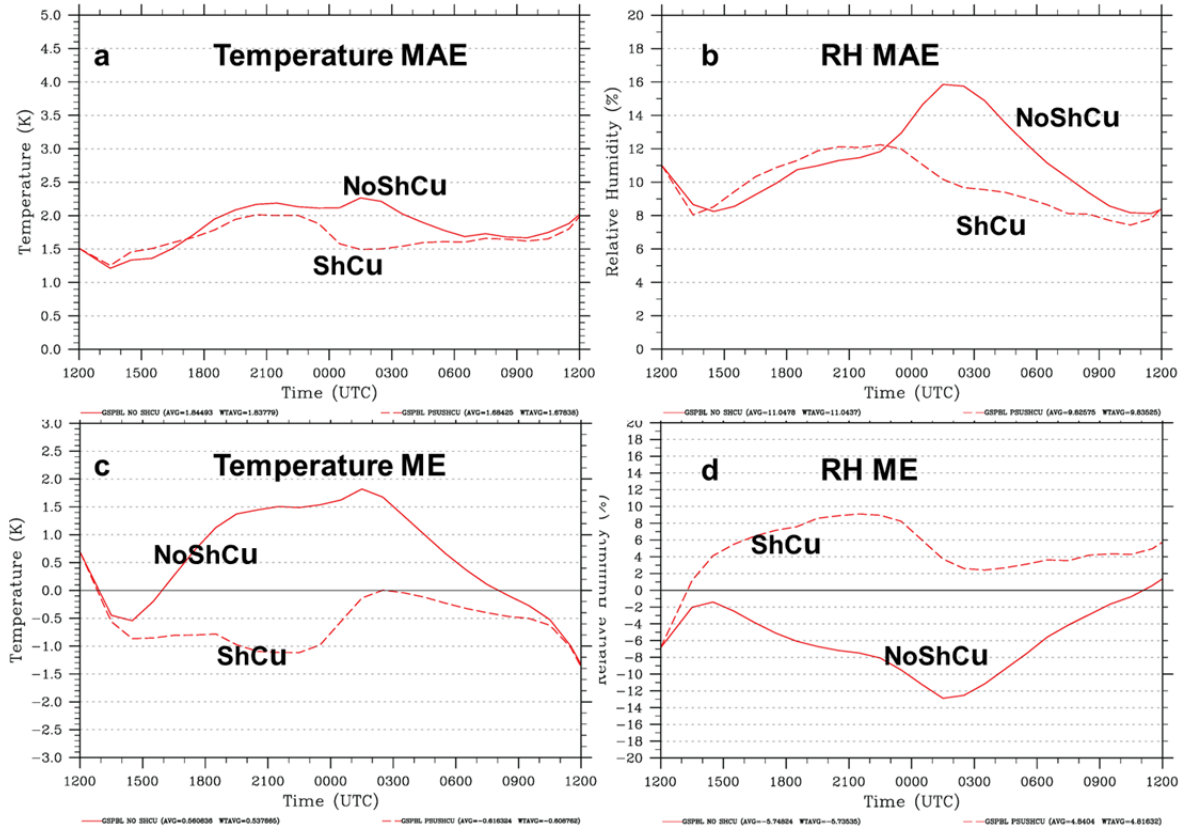 a Temperature MAE
5.0
4.5
4.0
3.5
3.0
2.5
2.0
1.5
1.0
0.5
0.0
Temperature (K)
NoShCu
ShCu
1200 1500 1800 2100 0000 0300 0600 0900 1200
Time (UTC)
GSPBL NO SHCU (AVG=1.84493 WTAVG=1.83779) GSPBL PSUSHCU (AVG=1.68425 WTAVG=1.67838)
b RH MAE
20
18
16
14
12
10
8
6
4
2
0
Relative Humidity (%)
NoShCu
ShCu
1200 1500 1800 2100 0000 0300 0600 0900 1200
Time (UTC)
GSPBL NO SHCU (AVG=11.0476 WTAVG=11.0437) GSPBL PSUSHCU (AVG=9.82575 WTAVG=9.83525)
c Temperature ME
3.0
2.5
2.0
1.5
1.0
0.5
0.0
−0.5
−1.0
−1.5
−2.0
−2.5
−3.0
Temperature (K)
NoShCu
ShCu
1200 1500 1800 2100 0000 0300 0600 0900 1200
Time (UTC)
GSPBL NO SHCU (AVG=0.560836 WTAVG=0.537865) GSPBL PSUSHCU (AVG=-0.616324 WTAVG=-0.608762)
d RH ME
20
18
16
14
12
10
8
6
4
2
0
−2
−4
−6
−8
−10
−12
−14
−16
−18
−20
Relative Humidity (%)
ShCu
NoShCu
1200 1500 1800 2100 0000 0300 0600 0900 1200
Time (UTC)
GSPBL NO SHCU (AVG=-5.74824 WTAVG=-5.73535) GSPBL PSUSHCU (AVG=4.8404 WTAVG=4.81632)